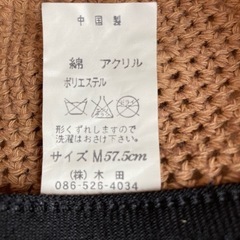 中国製
綿 アクリル
ポリエステル
形くずれしますので
洗濯はおさけ下さい。
サイズ M57.5cm
(株) 木田
086-526-4034